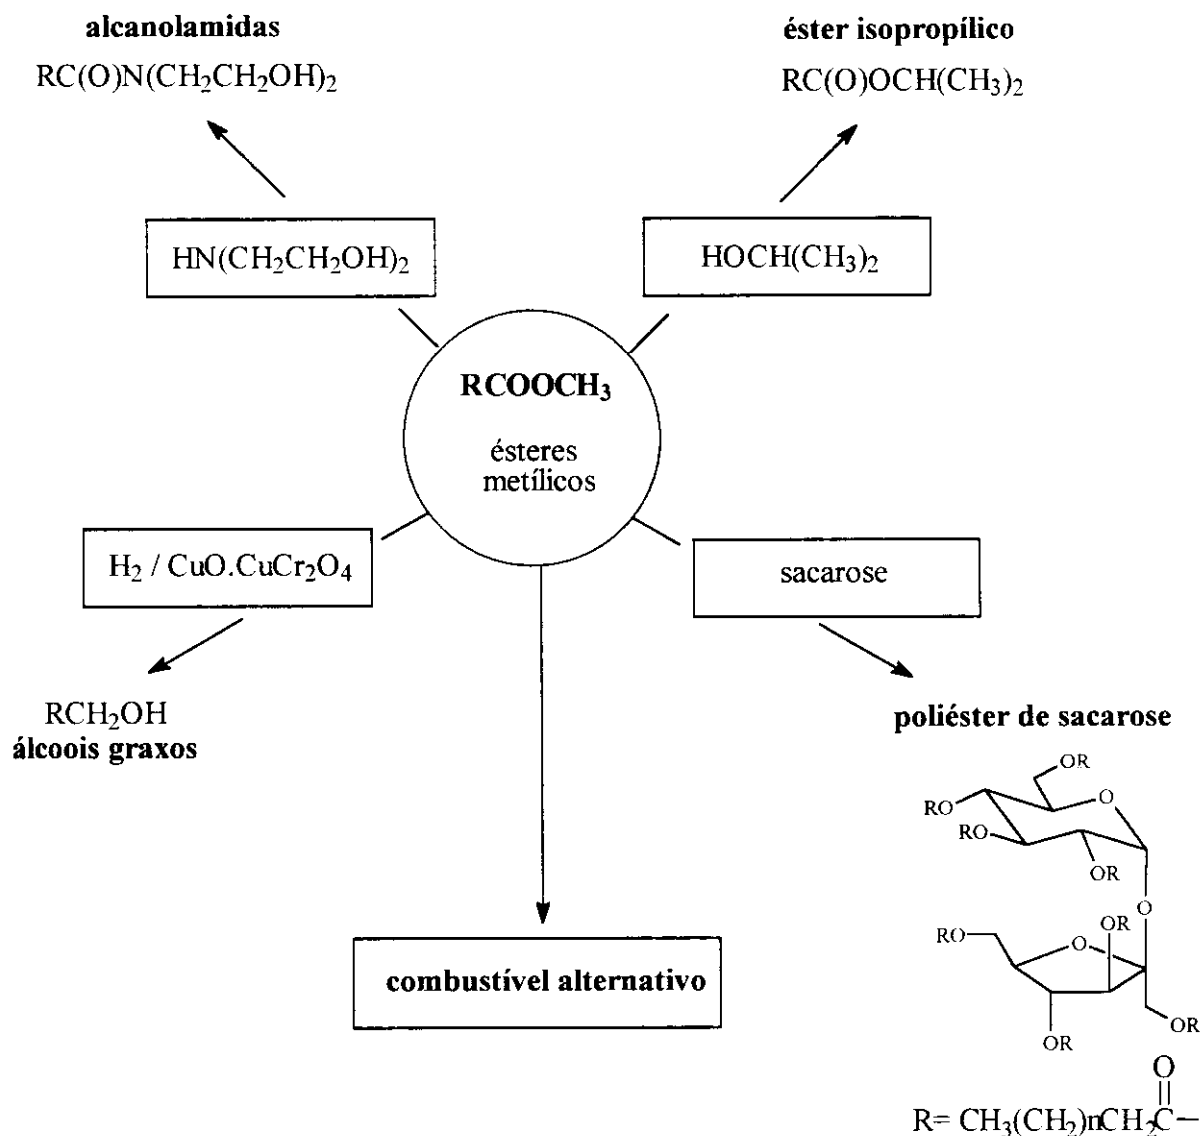 alcanolamidas
RC(O)N(CH₂CH₂OH)₂
éster isopropílico
RC(O)OCH(CH₃)₂
HN(CH₂CH₂OH)₂
HOCH(CH₃)₂
RCOOCH₃
ésteres
metílicos
H₂ / CuO.CuCr₂O₄
sacarose
RCH₂OH
álcoois graxos
poliéster de sacarose
OR
RO
O
RO
OR
O
RO
O
OR
OR
OR
combustível alternativo
O
R= CH₃(CH₂)nCH₂C–